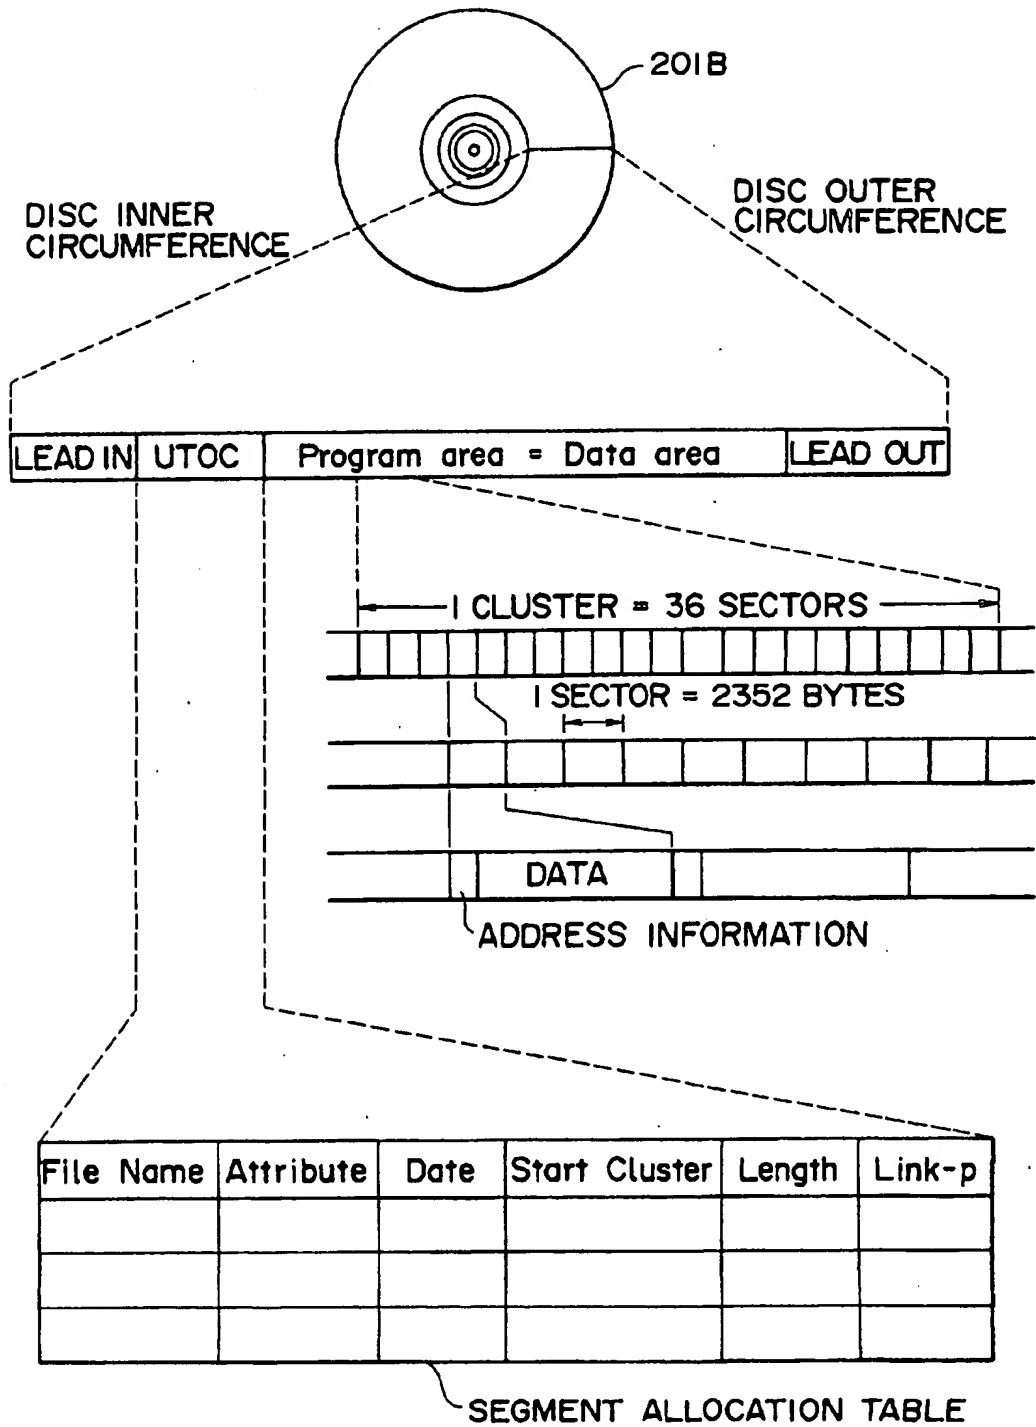 201B
DISC INNER
CIRCUMFERENCE
DISC OUTER
CIRCUMFERENCE
LEAD IN UTOC Program area = Data area LEAD OUT
1 CLUSTER = 36 SECTORS
1 SECTOR = 2352 BYTES
DATA
ADDRESS INFORMATION
File Name Attribute Date Start Cluster Length Link-p
SEGMENT ALLOCATION TABLE